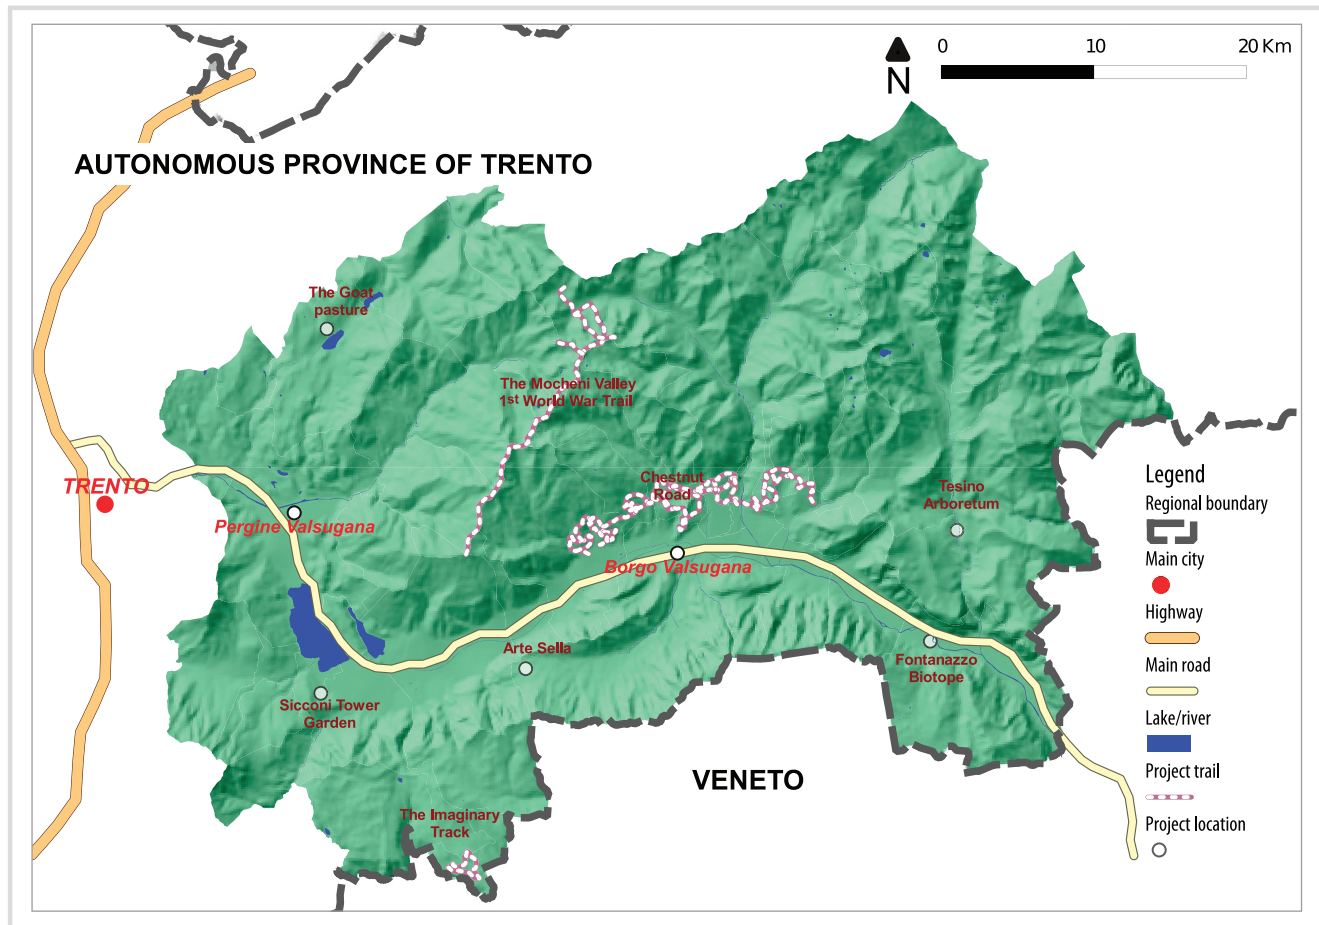 0 10 20 Km
N
AUTONOMOUS PROVINCE OF TRENTO
The Goat
pasture
The Mocheni Valley
1st World War Trail
Chestnut
Road
Tesino
Arboretum
TRENTO
Pergine Valsugana
Borgo Valsugana
Arte Sella
Fontanazzo
Biotope
Sicconi Tower
Garden
VENETO
The Imaginary
Track
Legend
Regional boundary
Main city
Highway
Main road
Lake/river
Project trail
Project location